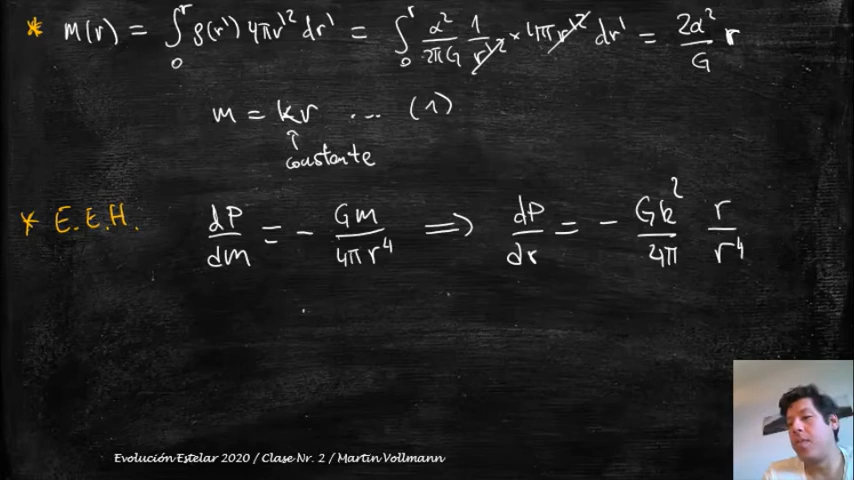 * m(r) = ∫₀ʳ ρ(r') 4πr'² dr' = ∫₀ʳ α²/2πG 1/r'² × 4πr'² dr' = 2α²/G r
m = kr ... (1)
↑
constante
* E.E.H. dP/dm = - Gm/4πr⁴ ⟹ dP/dr = - Gk²/4π r/r⁴
Evolución Estelar 2020 / Clase Nr. 2 / Martin Vollmann